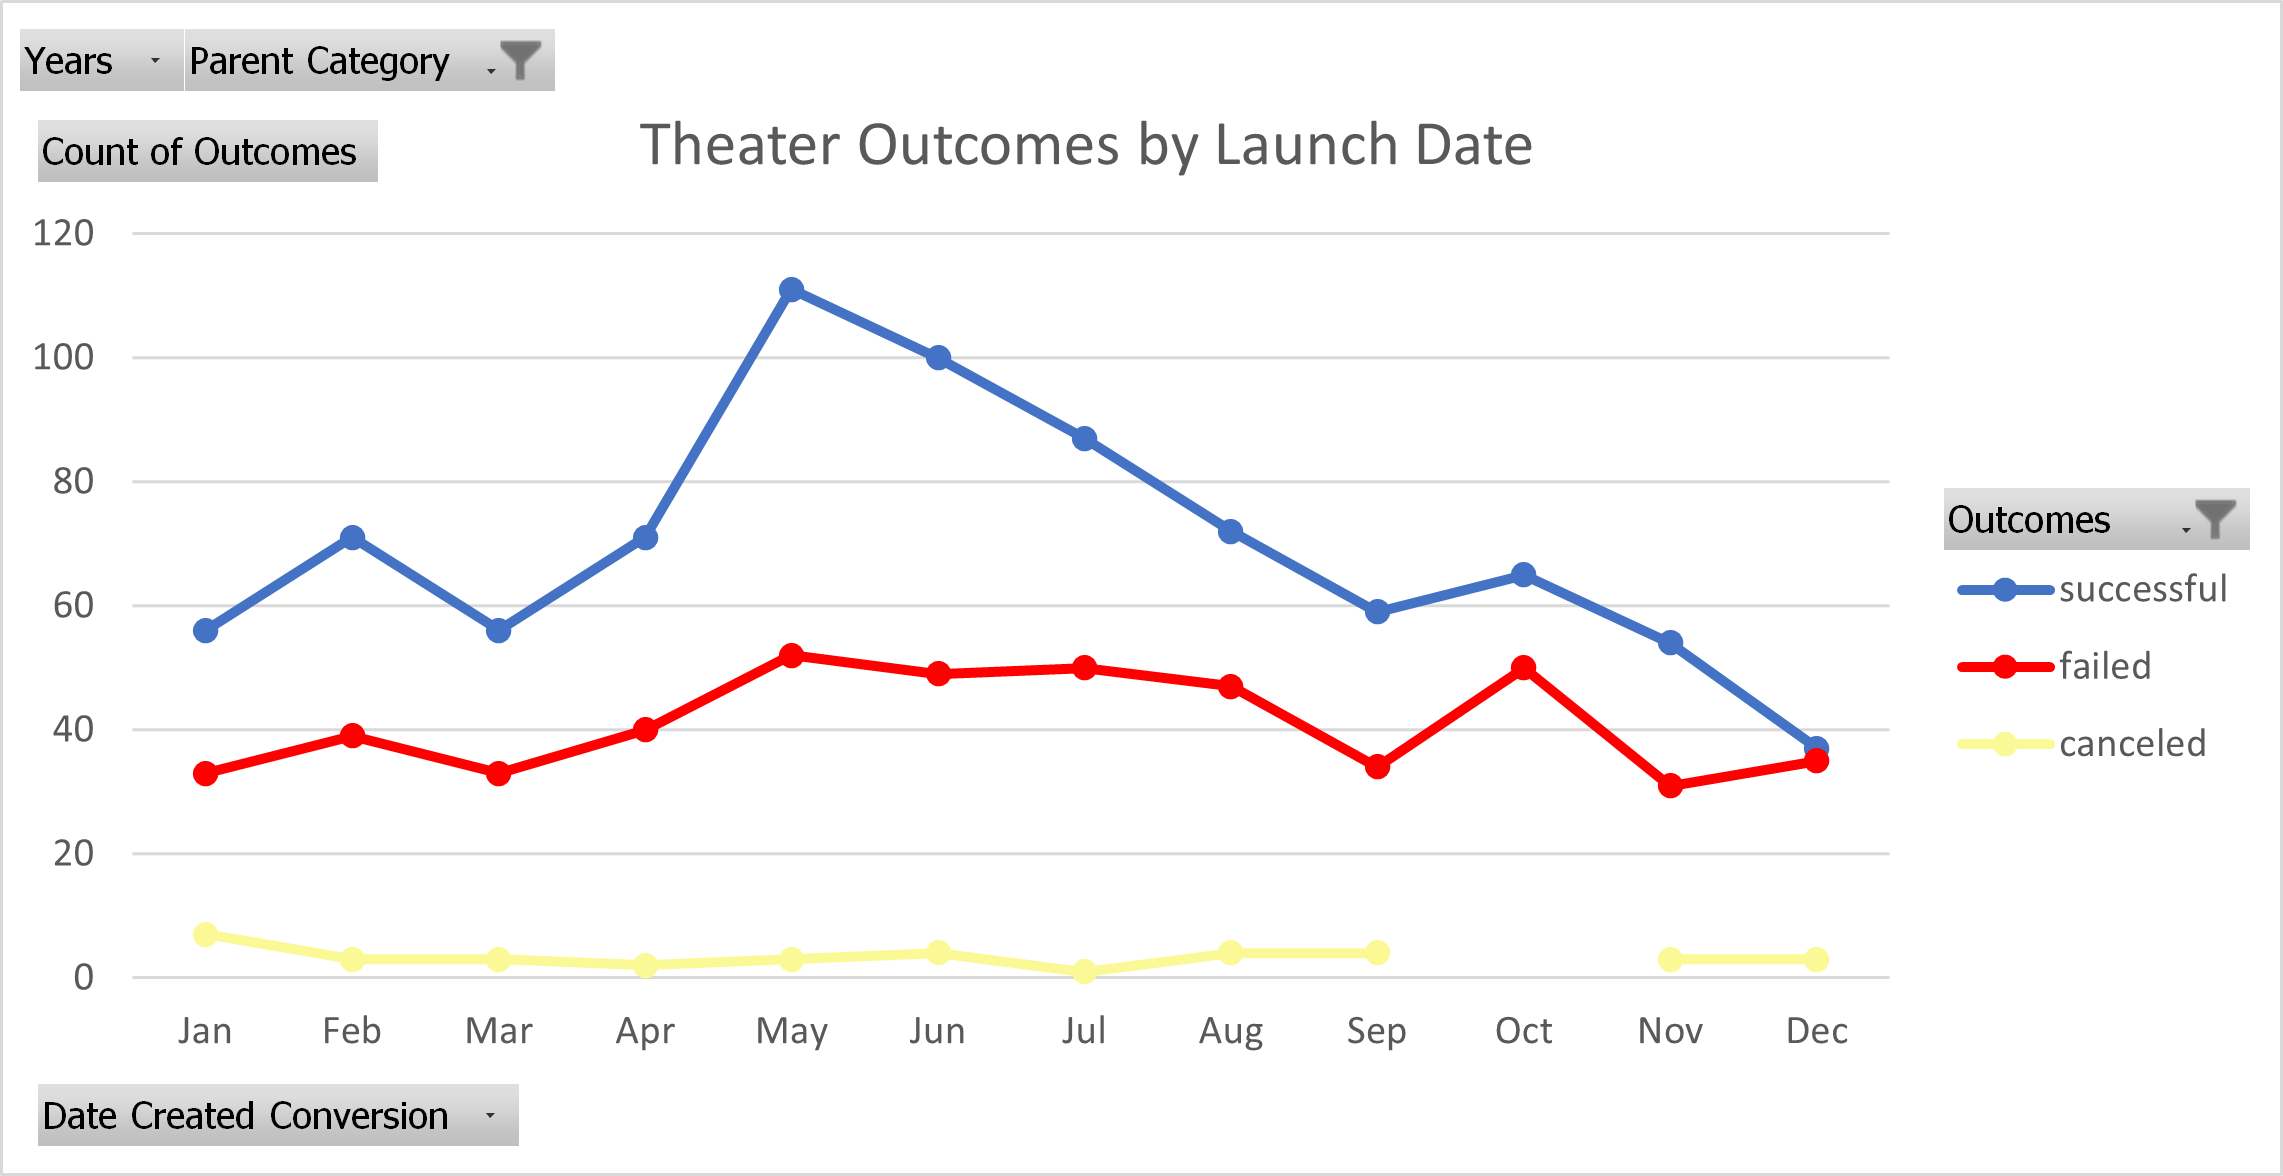 Years Parent Category
Count of Outcomes
Theater Outcomes by Launch Date
120
100
80
60
40
20
0
Jan Feb Mar Apr May Jun Jul Aug Sep Oct Nov Dec
Outcomes
successful
failed
canceled
Date Created Conversion